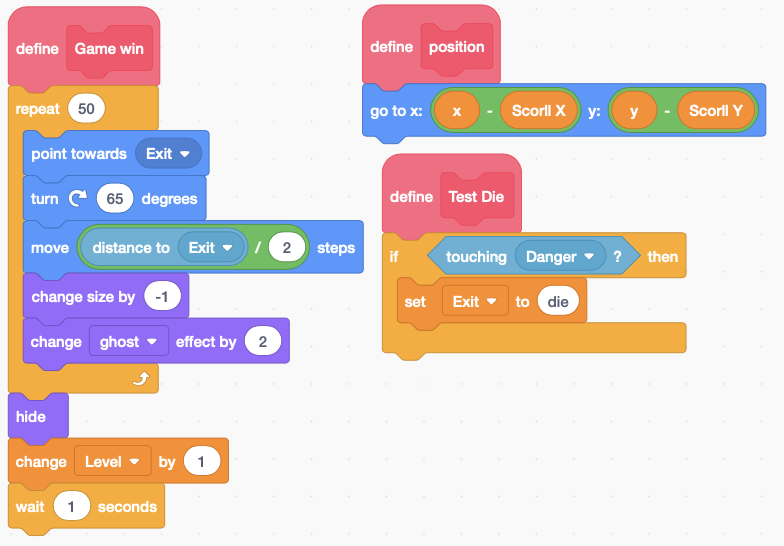 define Game win
repeat 50
point towards Exit
turn 65 degrees
move distance to Exit / 2 steps
change size by -1
change ghost effect by 2
hide
change Level by 1
wait 1 seconds
define position
go to x: x - Scorll X y: y - Scorll Y
define Test Die
if touching Danger ? then
set Exit to die